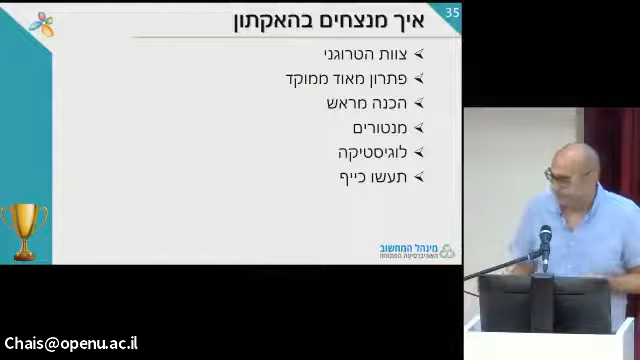 35
איך מנצחים בהאקתון
צוות הטרוגני
פתרון מאוד ממוקד
הכנה מראש
מנטורים
לוגיסטיקה
תעשו כייף
מינהל המחשוב
האוניברסיטה הפתוחה
Chais@openu.ac.il